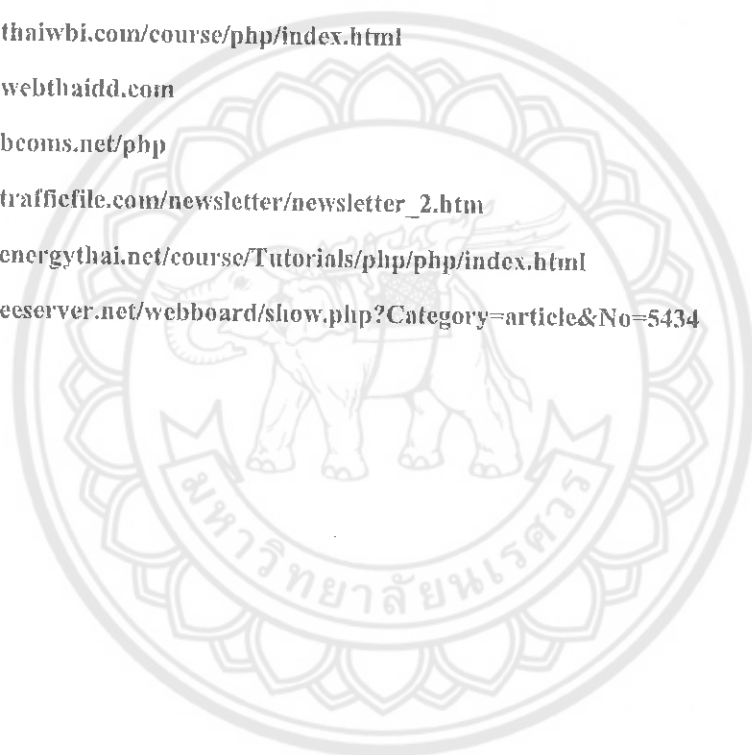 thaiwbi.com/course/php/index.html
webthaidd.com
bcoms.net/php
trafficfile.com/newsletter/newsletter_2.htm
energythai.net/course/Tutorials/php/php/index.html
eeserver.net/webboard/show.php?Category=article&No=5434
มหาวิทยาลัยนเรศวร